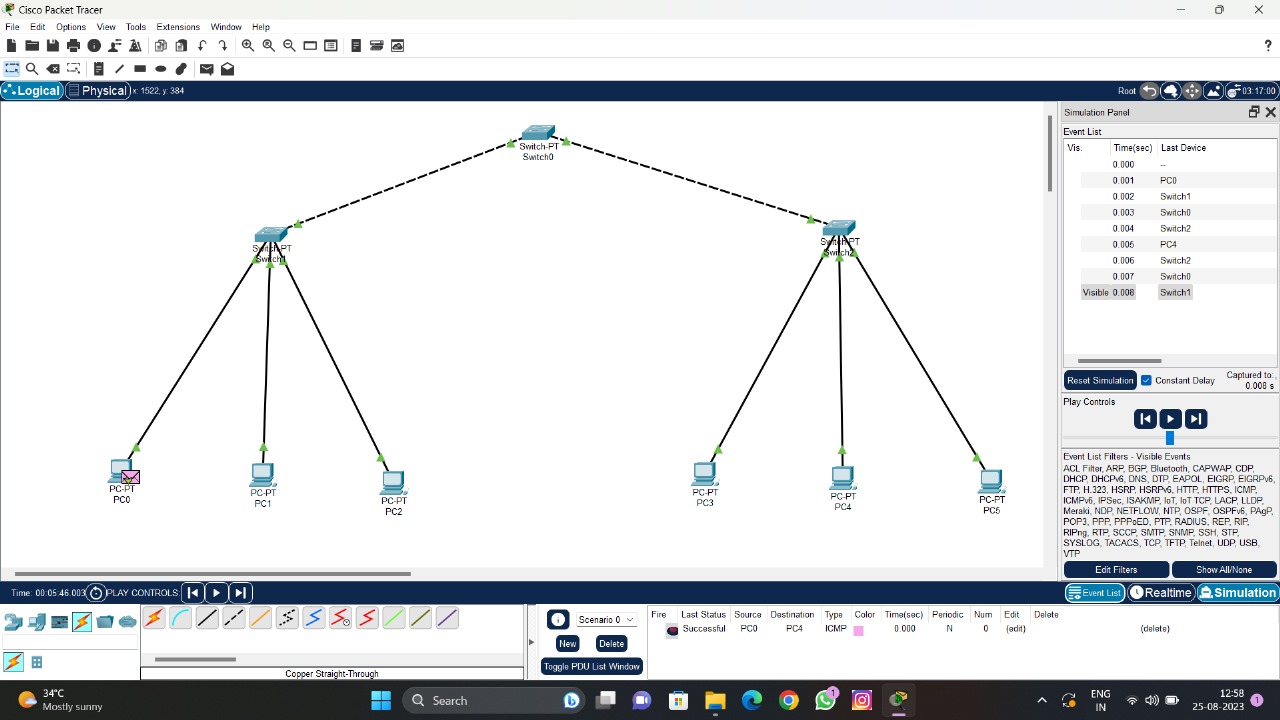 Cisco Packet Tracer
File Edit Options View Tools Extensions Window Help
?
Logical Physical x: 1522, y: 384
Root 03:17:00
Switch-PT
Switch0
Switch-PT
Switch1
Switch-PT
Switch2
PC-PT
PC0
PC-PT
PC1
PC-PT
PC2
PC-PT
PC3
PC-PT
PC4
PC-PT
PC5
Simulation Panel
Event List
Vis. Time(sec) Last Device
0.000 --
0.001 PC0
0.002 Switch1
0.003 Switch0
0.004 Switch2
0.005 PC4
0.006 Switch2
0.007 Switch0
Visible 0.008 Switch1
Reset Simulation Constant Delay Captured to:
0.008 s
Play Controls
Event List Filters - Visible Events
ACL Filter, ARP, BGP, Bluetooth, CAPWAP, CDP,
DHCP, DHCPv6, DNS, DTP, EAPOL, EIGRP, EIGRPv6,
FTP, H.323, HSRP, HSRPv6, HTTP, HTTPS, ICMP,
ICMPv6, IPSec, ISAKMP, IoT, IoT TCP, LACP, LLDP,
Meraki, NDP, NETFLOW, NTP, OSPF, OSPFv6, PAgP,
POP3, PPP, PPPoED, PTP, RADIUS, REP, RIP,
RIPng, RTP, SCCP, SMTP, SNMP, SSH, STP,
SYSLOG, TACACS, TCP, TFTP, Telnet, UDP, USB,
VTP
Edit Filters Show All/None
Time: 00:05:46.003 PLAY CONTROLS:
Event List Realtime Simulation
Scenario 0
New Delete
Toggle PDU List Window
Fire Last Status Source Destination Type Color Time(sec) Periodic Num Edit Delete
Successful PC0 PC4 ICMP 0.000 N 0 (edit) (delete)
Copper Straight-Through
34°C
Mostly sunny
Search
1
ENG
IN
12:58
25-08-2023
1